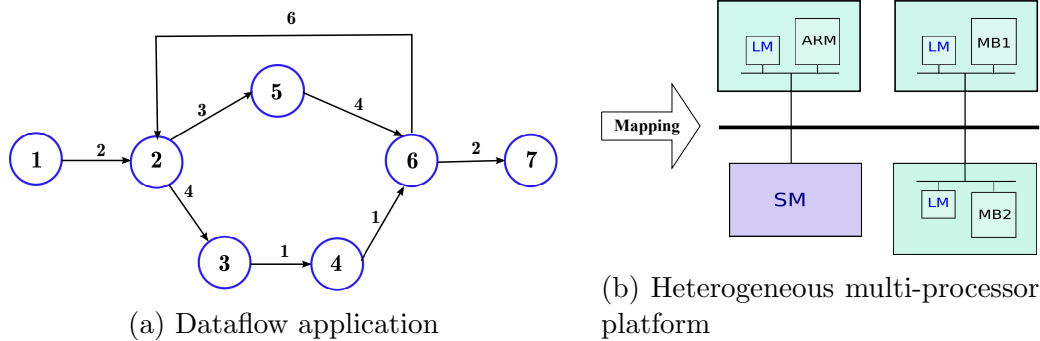 6
5
3
4
1
2
2
6
2
7
4
1
3
1
4
(a) Dataflow application
Mapping
LM
ARM
LM
MB1
SM
LM
MB2
(b) Heterogeneous multi-processor
platform